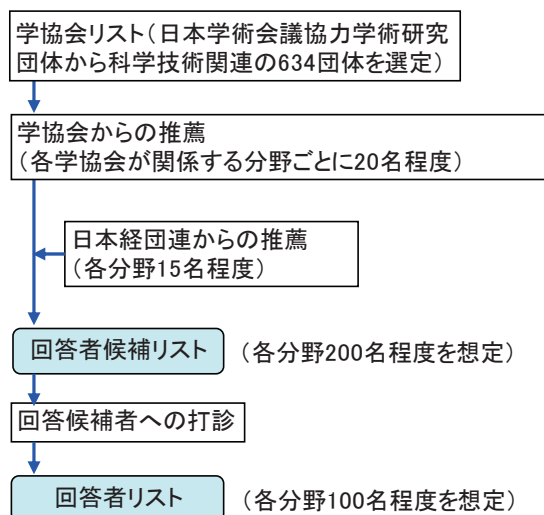 学協会リスト(日本学術会議協力学術研究
団体から科学技術関連の634団体を選定)
学協会からの推薦
(各学協会が関係する分野ごとに20名程度)
日本経団連からの推薦
(各分野15名程度)
回答者候補リスト (各分野200名程度を想定)
回答候補者への打診
回答者リスト (各分野100名程度を想定)